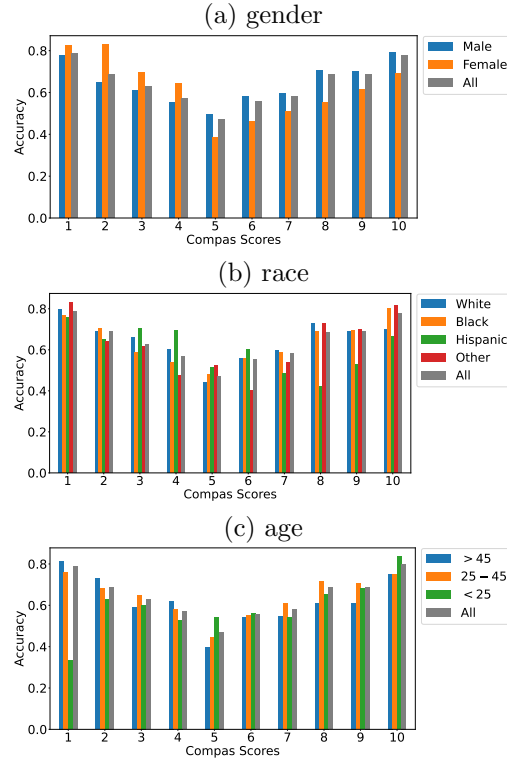 (a) gender
Male
Female
All
0.8
0.6
0.4
0.2
0.0
Accuracy
1 2 3 4 5 6 7 8 9 10
Compas Scores
(b) race
White
Black
Hispanic
Other
All
0.8
0.6
0.4
0.2
0.0
Accuracy
1 2 3 4 5 6 7 8 9 10
Compas Scores
(c) age
> 45
25 − 45
< 25
All
0.8
0.6
0.4
0.2
0.0
Accuracy
1 2 3 4 5 6 7 8 9 10
Compas Scores